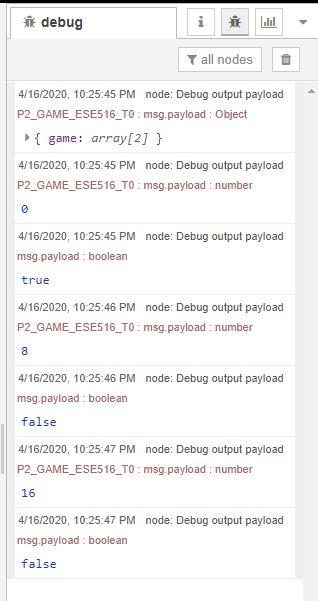 debug
all nodes
4/16/2020, 10:25:45 PM node: Debug output payload
P2_GAME_ESE516_T0 : msg.payload : Object
{ game: array[2] }
4/16/2020, 10:25:45 PM node: Debug output payload
P2_GAME_ESE516_T0 : msg.payload : number
0
4/16/2020, 10:25:45 PM node: Debug output payload
msg.payload : boolean
true
4/16/2020, 10:25:46 PM node: Debug output payload
P2_GAME_ESE516_T0 : msg.payload : number
8
4/16/2020, 10:25:46 PM node: Debug output payload
msg.payload : boolean
false
4/16/2020, 10:25:47 PM node: Debug output payload
P2_GAME_ESE516_T0 : msg.payload : number
16
4/16/2020, 10:25:47 PM node: Debug output payload
msg.payload : boolean
false